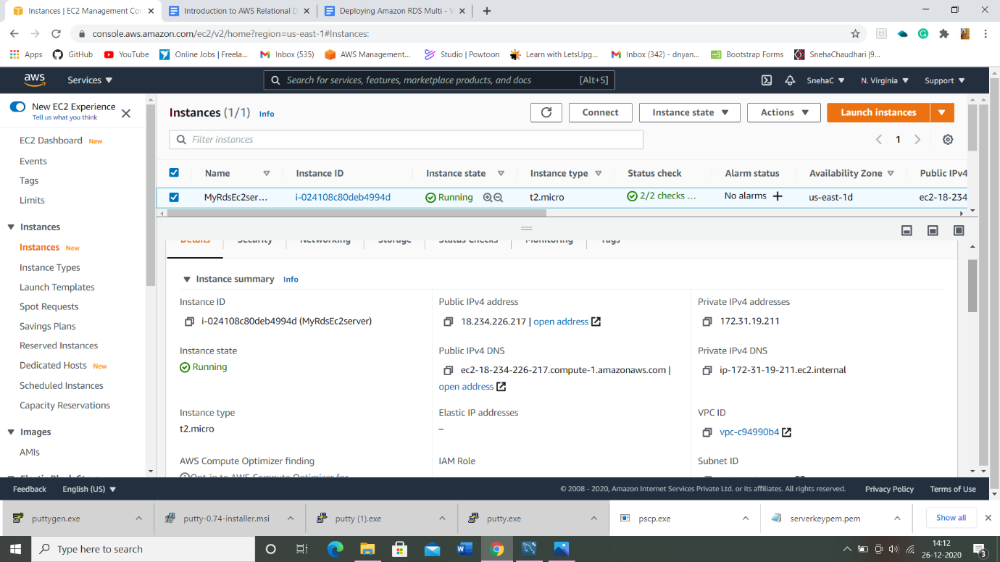 Instances | EC2 Management Con
Introduction to AWS Relational D
Deploying Amazon RDS Multi - V
console.aws.amazon.com/ec2/v2/home?region=us-east-1#Instances:
Apps GitHub YouTube Online Jobs | Freela... Inbox (535) AWS Management... Studio | Powtoon Learn with LetsUpg... Inbox (342) - dnyan... Bootstrap Forms SnehaChaudhari |9...
aws Services Search for services, features, marketplace products, and docs [Alt+S] SnehaC N. Virginia Support
New EC2 Experience
Tell us what you think
EC2 Dashboard New
Events
Tags
Limits
Instances
Instances New
Instance Types
Launch Templates
Spot Requests
Savings Plans
Reserved Instances
Dedicated Hosts New
Scheduled Instances
Capacity Reservations
Images
AMIs
Instances (1/1) Info
Connect Instance state Actions Launch instances
Filter instances
1
Name Instance ID Instance state Instance type Status check Alarm status Availability Zone Public IPv4
MyRdsEc2ser... i-024108c80deb4994d Running t2.micro 2/2 checks ... No alarms us-east-1d ec2-18-234
Details Security Networking Storage Status Checks Monitoring Tags
Instance summary Info
Instance ID
i-024108c80deb4994d (MyRdsEc2server)
Public IPv4 address
18.234.226.217 | open address
Private IPv4 addresses
172.31.19.211
Instance state
Running
Public IPv4 DNS
ec2-18-234-226-217.compute-1.amazonaws.com |
open address
Private IPv4 DNS
ip-172-31-19-211.ec2.internal
Instance type
t2.micro
Elastic IP addresses
–
VPC ID
vpc-c94990b4
AWS Compute Optimizer finding
Opt-in to AWS Compute Optimizer for
IAM Role
Subnet ID
Feedback English (US) © 2008 - 2020, Amazon Internet Services Private Ltd. or its affiliates. All rights reserved. Privacy Policy Terms of Use
puttygen.exe putty-0.74-installer.msi putty (1).exe putty.exe pscp.exe serverkeypem.pem Show all
Type here to search
14:12
26-12-2020
3